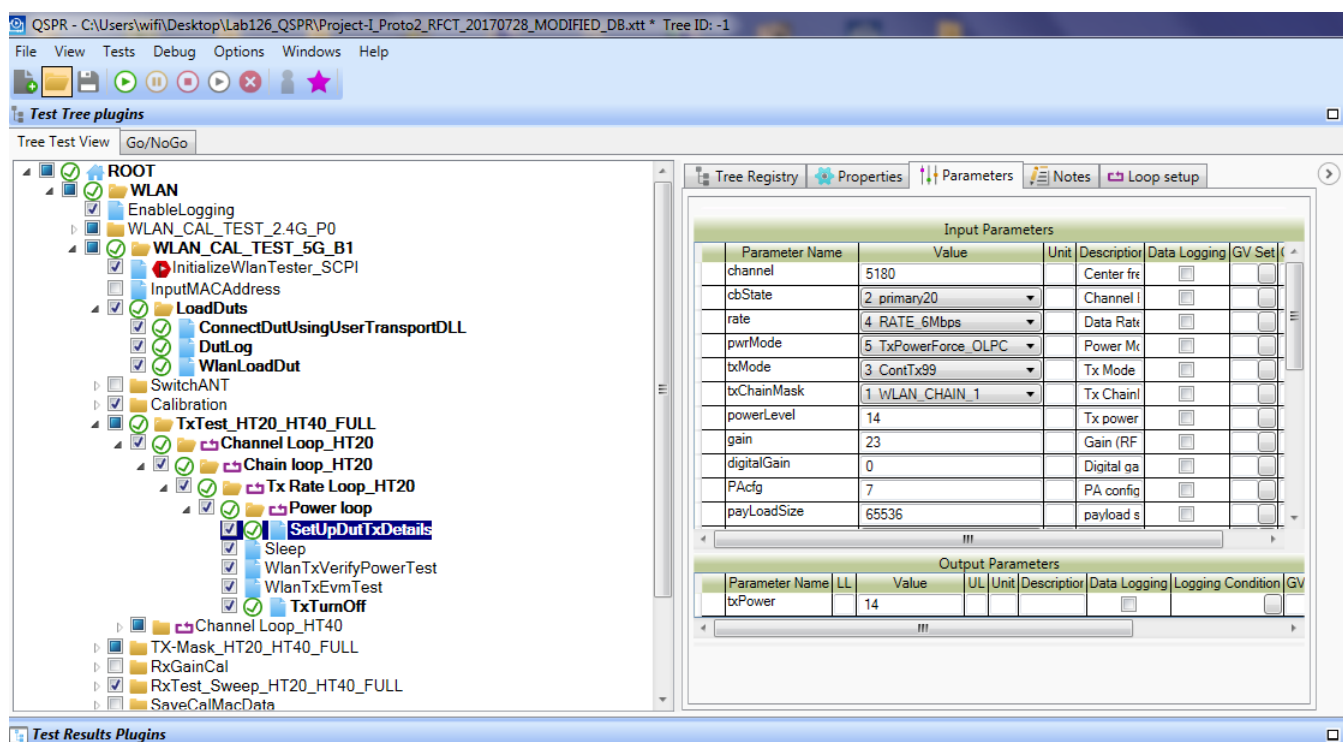 QSPR - C:\Users\wifi\Desktop\Lab126_QSPR\Project-I_Proto2_RFCT_20170728_MODIFIED_DB.xtt * Tree ID: -1
File View Tests Debug Options Windows Help
Test Tree plugins
Tree Test View Go/NoGo
ROOT
WLAN
EnableLogging
WLAN_CAL_TEST_2.4G_P0
WLAN_CAL_TEST_5G_B1
InitializeWlanTester_SCPI
InputMACAddress
LoadDuts
ConnectDutUsingUserTransportDLL
DutLog
WlanLoadDut
SwitchANT
Calibration
TxTest_HT20_HT40_FULL
Channel Loop_HT20
Chain loop_HT20
Tx Rate Loop_HT20
Power loop
SetUpDutTxDetails
Sleep
WlanTxVerifyPowerTest
WlanTxEvmTest
TxTurnOff
Channel Loop_HT40
TX-Mask_HT20_HT40_FULL
RxGainCal
RxTest_Sweep_HT20_HT40_FULL
SaveCalMacData
Tree Registry Properties Parameters Notes Loop setup
Input Parameters
Parameter Name Value Unit Description Data Logging GV Set
channel 5180 Center fre
cbState 2 primary20 Channel
rate 4 RATE_6Mbps Data Rate
pwrMode 5 TxPowerForce_OLPC Power Mo
txMode 3 ContTx99 Tx Mode
txChainMask 1 WLAN_CHAIN_1 Tx Chain
powerLevel 14 Tx power
gain 23 Gain (RF
digitalGain 0 Digital ga
PAcfg 7 PA config
payLoadSize 65536 payload s
Output Parameters
Parameter Name LL Value UL Unit Description Data Logging Logging Condition GV
txPower 14
Test Results Plugins